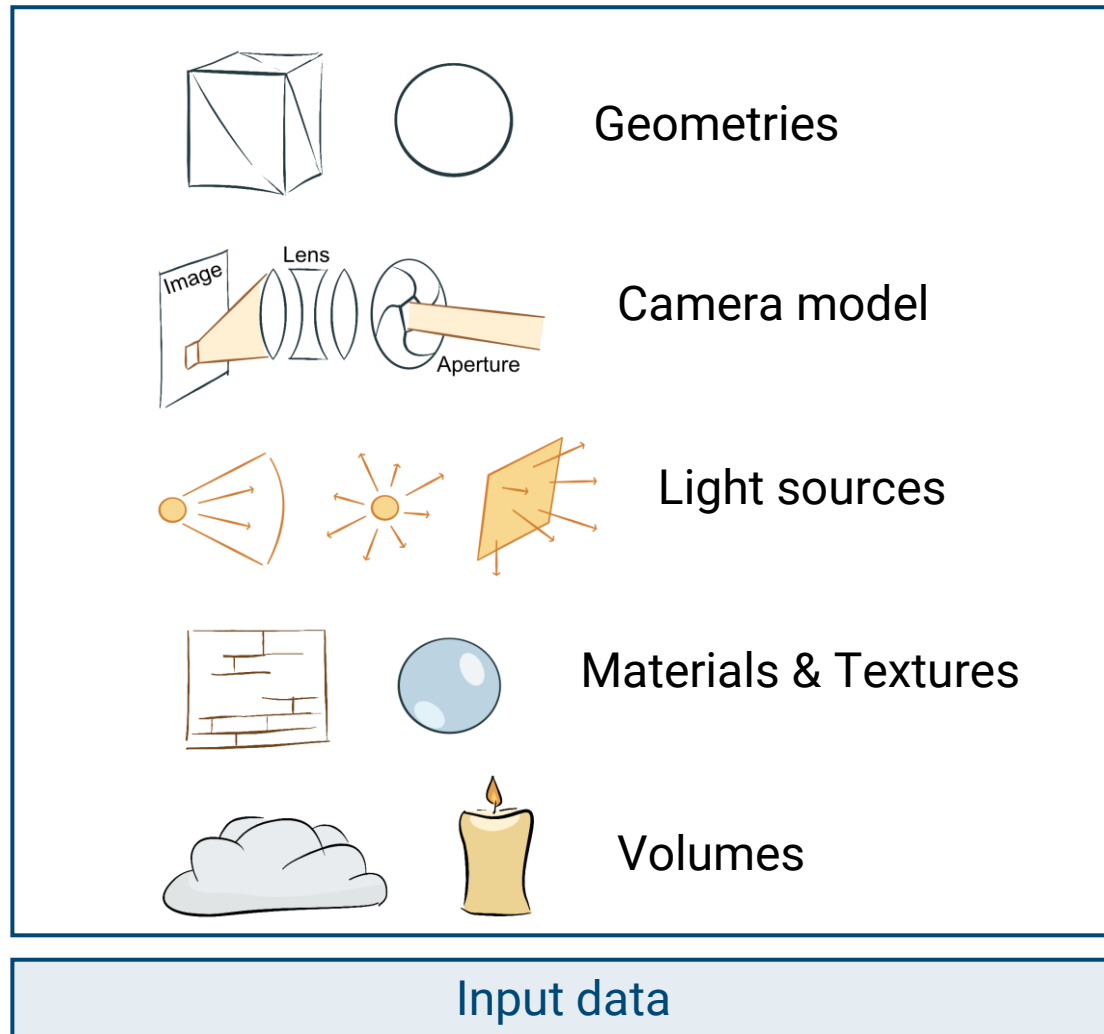 Geometries
Image
Lens
Aperture
Camera model
Light sources
Materials & Textures
Volumes
Input data